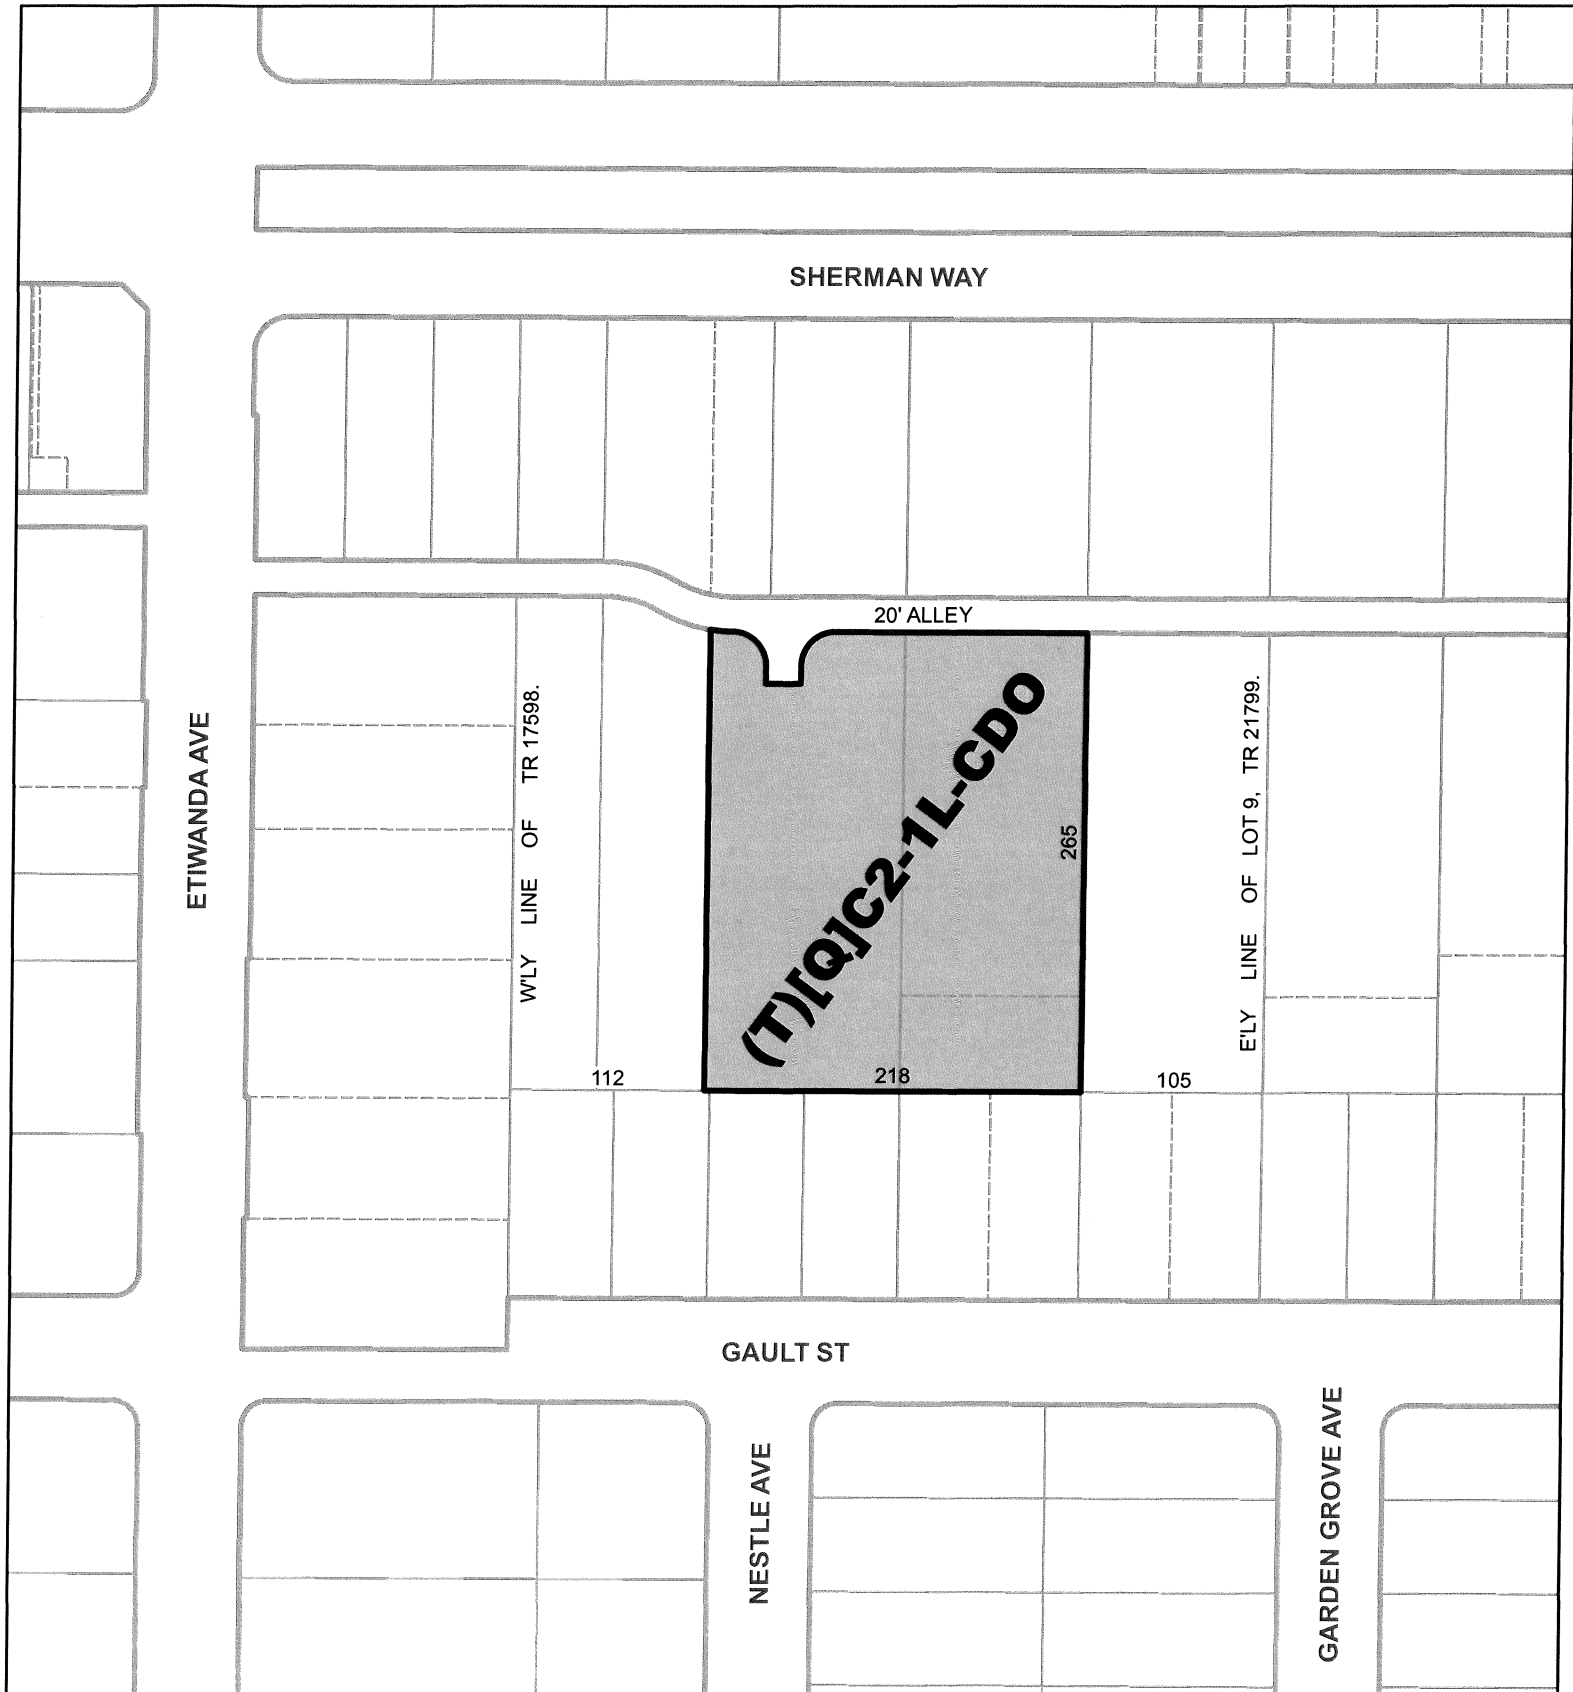 SHERMAN WAY
20' ALLEY
ETIWANDA AVE
W'LY LINE OF TR 17598.
(T)[Q]C2-1L-CDO
265
E'LY LINE OF LOT 9, TR 21799.
112
218
105
GAULT ST
NESTLE AVE
GARDEN GROVE AVE